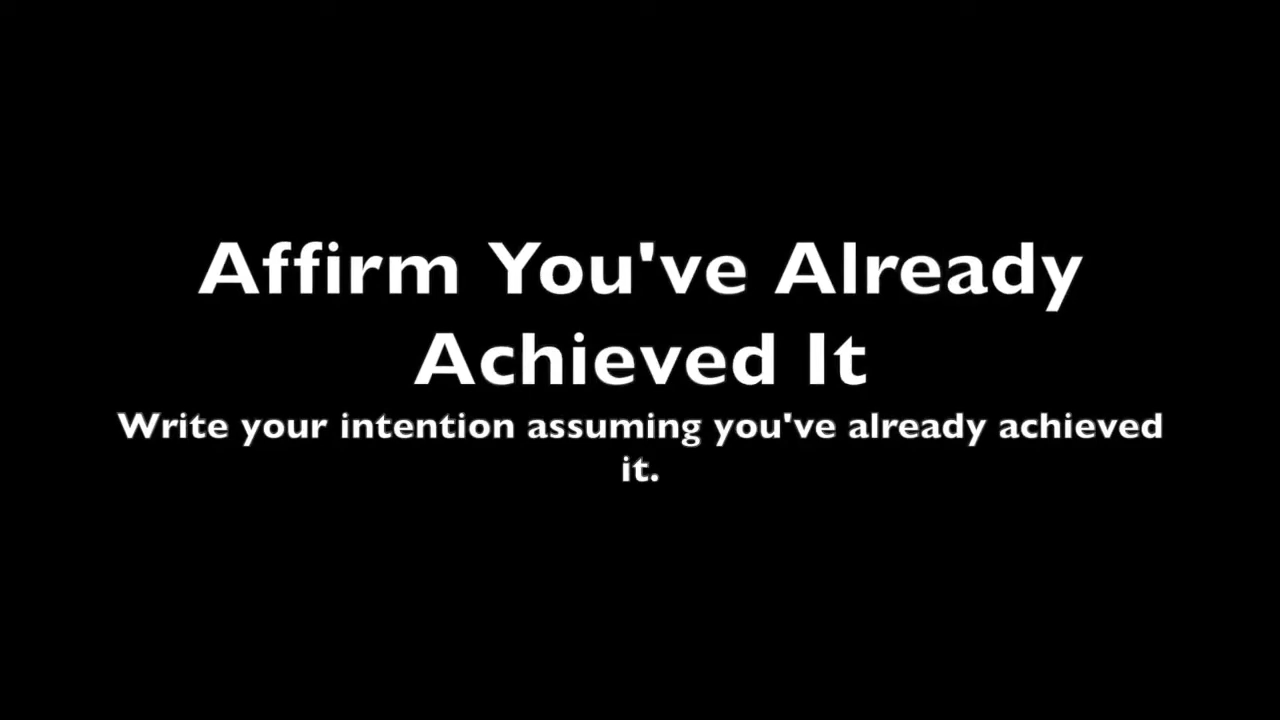 Affirm You've Already
Achieved It
Write your intention assuming you've already achieved
it.